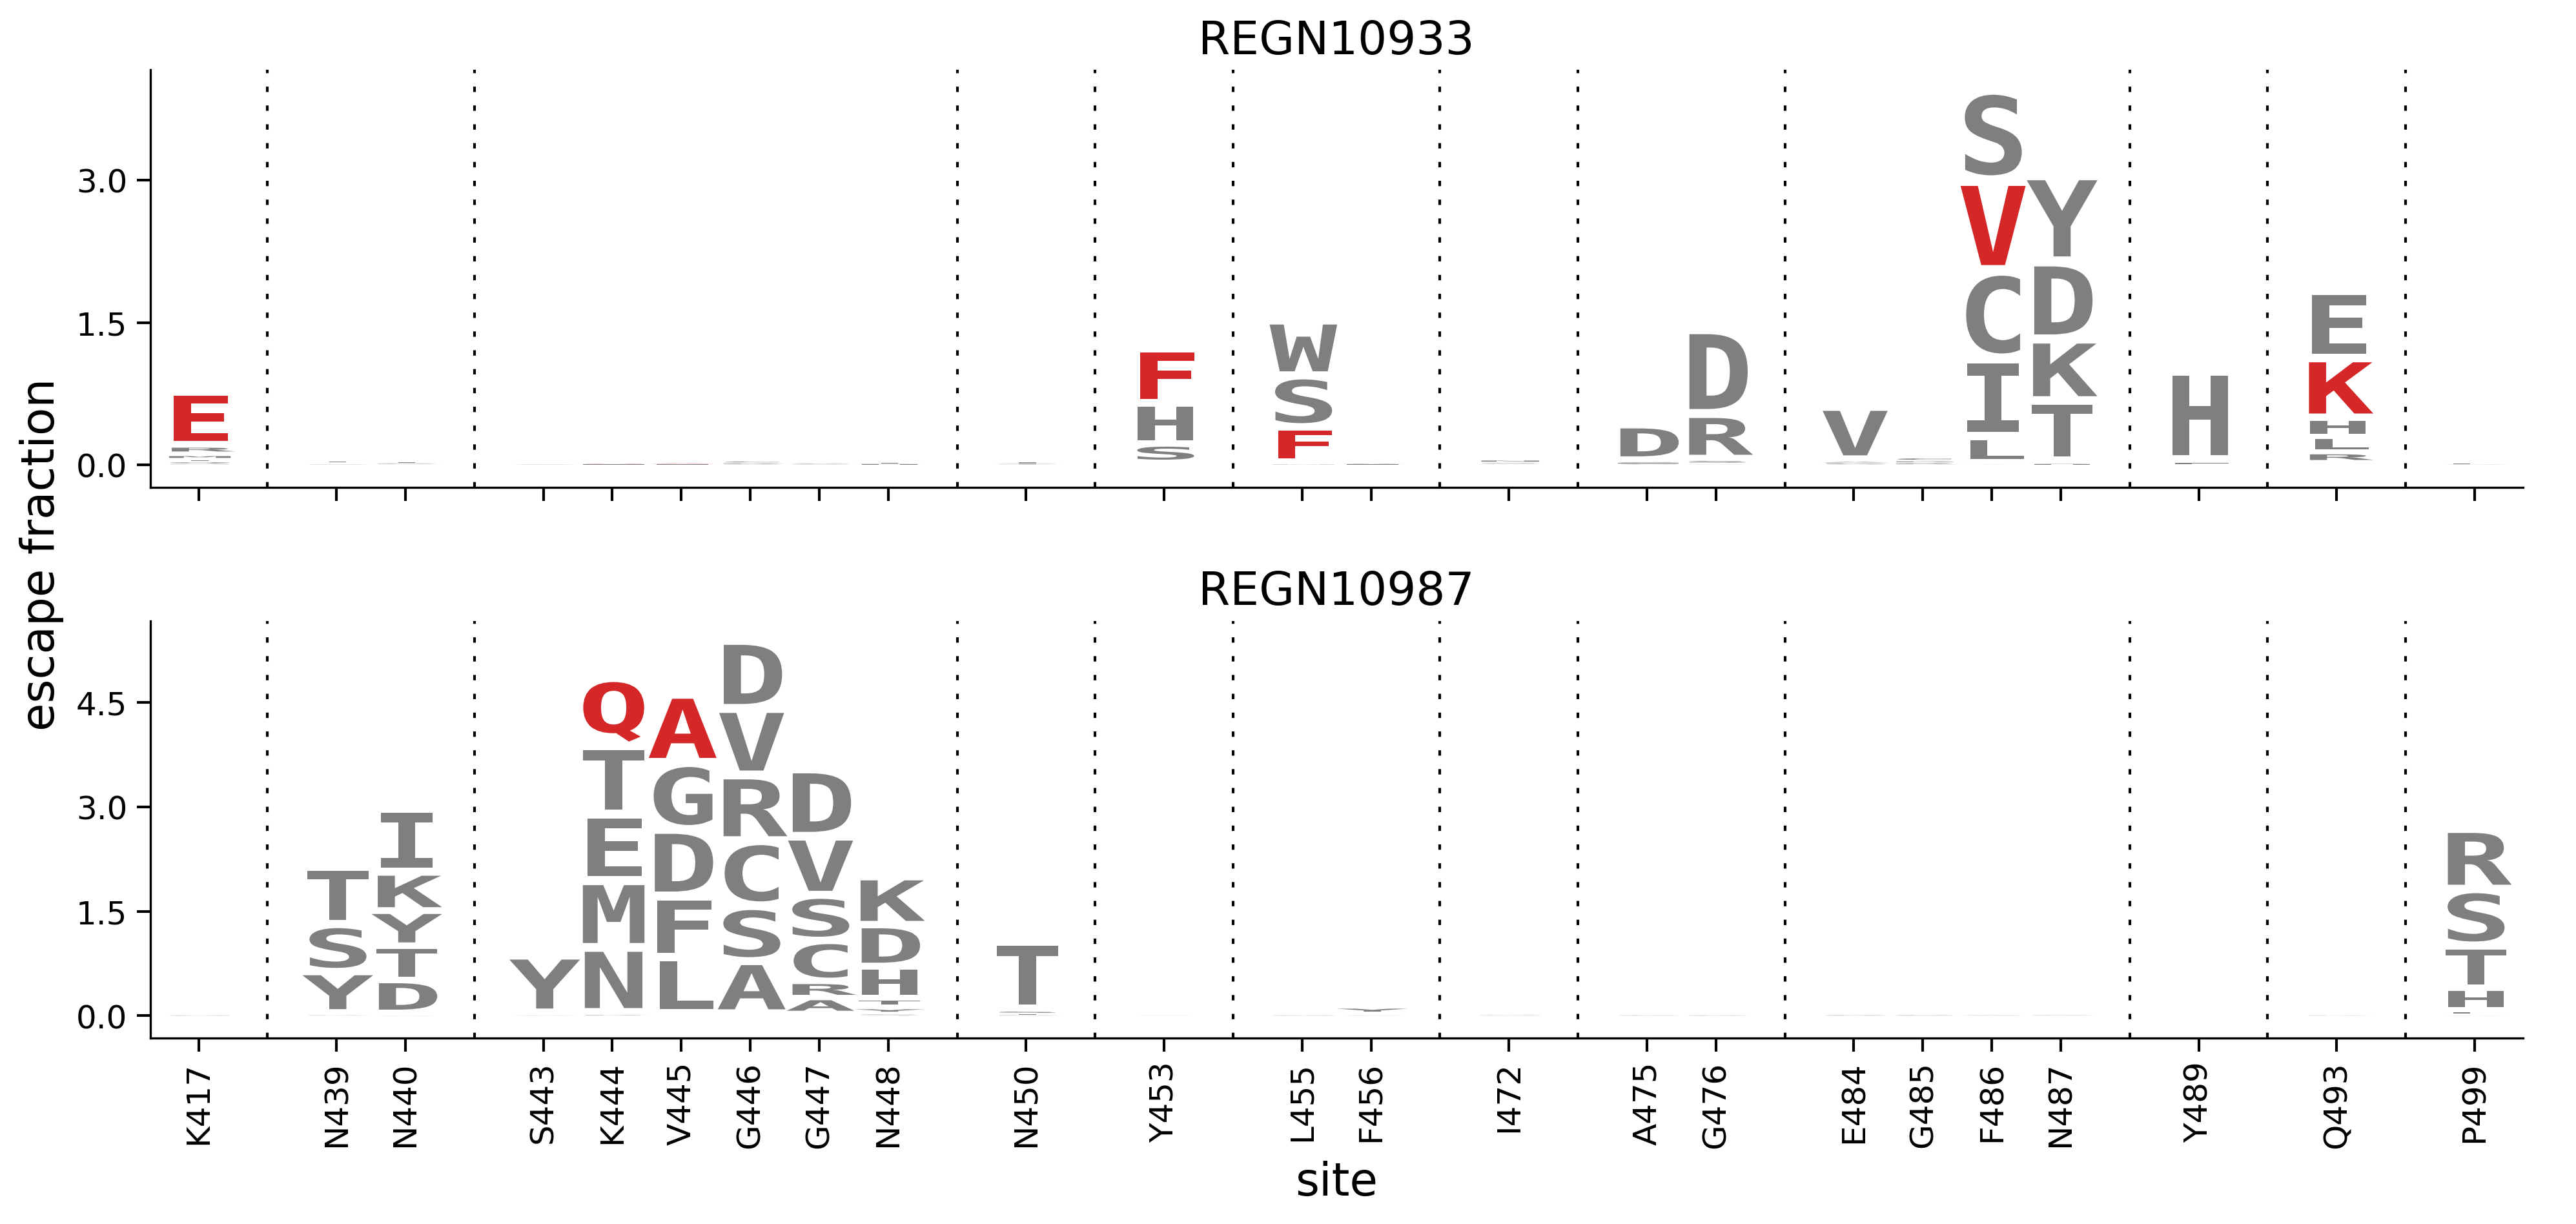 REGN10933
3.0
1.5
0.0
E
F
H
S
W
S
F
D
D
R
V
S
V
C
I
L
Y
D
K
T
H
E
K
H
L
R
escape fraction
REGN10987
4.5
3.0
1.5
0.0
T
S
Y
I
K
Y
T
D
Y
Q
T
E
M
N
A
G
D
F
L
D
V
R
C
S
A
D
V
S
C
R
A
K
D
H
T
R
S
T
H
K417 N439 N440 S443 K444 V445 G446 G447 N448 N450 Y453 L455 F456 I472 A475 G476 E484 G485 F486 N487 Y489 Q493 P499
site